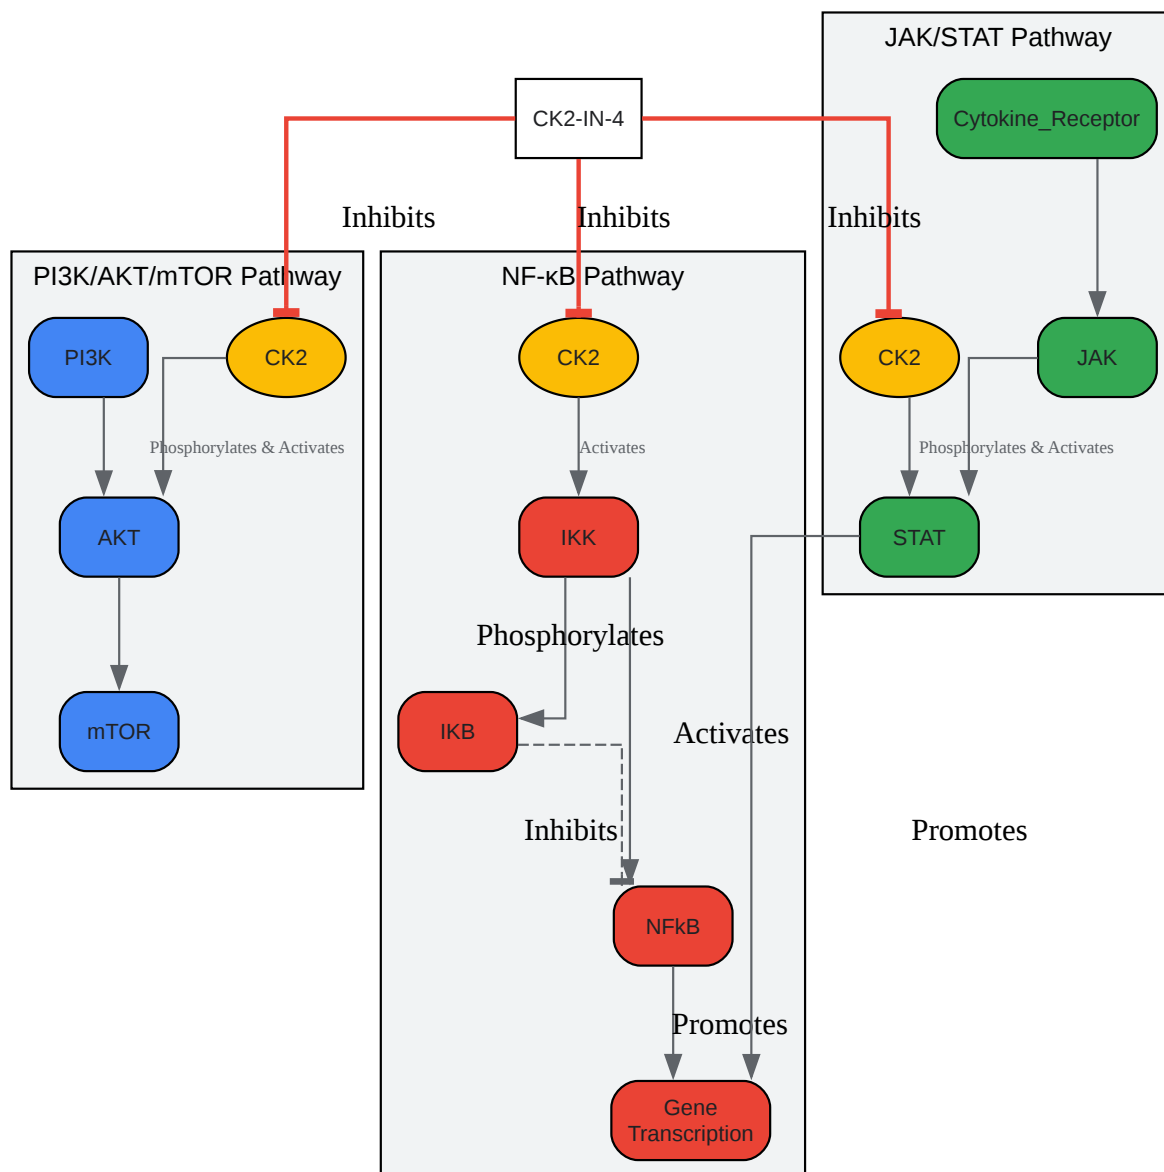 JAK/STAT Pathway
CK2-IN-4
Cytokine_Receptor
Inhibits
Inhibits
Inhibits
PI3K/AKT/mTOR Pathway
NF-κB Pathway
PI3K
CK2
CK2
CK2
JAK
Phosphorylates & Activates
Activates
Phosphorylates & Activates
AKT
IKK
STAT
Phosphorylates
mTOR
IKB
Activates
Inhibits
Promotes
NFkB
Promotes
Gene
Transcription